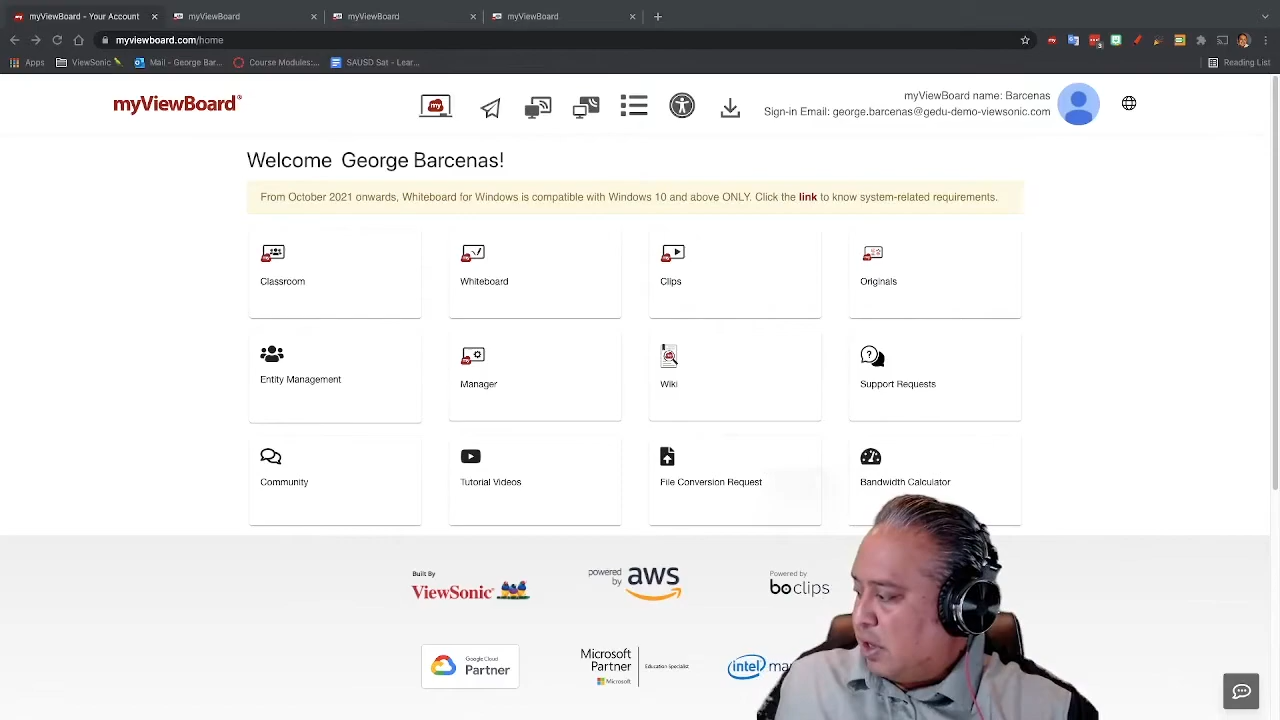 myViewBoard - Your Account
myViewBoard
myViewBoard
myViewBoard
myviewboard.com/home
Apps
ViewSonic
Mail - George Bar...
Course Modules:...
SAUSD Sat - Lear...
Reading List
myViewBoard
myViewBoard name: Barcenas
Sign-in Email: george.barcenas@gedu-demo-viewsonic.com
Welcome George Barcenas!
From October 2021 onwards, Whiteboard for Windows is compatible with Windows 10 and above ONLY. Click the link to know system-related requirements.
Classroom
Whiteboard
Clips
Originals
Entity Management
Manager
Wiki
Support Requests
Community
Tutorial Videos
File Conversion Request
Bandwidth Calculator
Built By
ViewSonic
powered by
aws
Powered by
boclips
Google Cloud
Partner
Microsoft
Partner
Microsoft
Education Specialist
intel